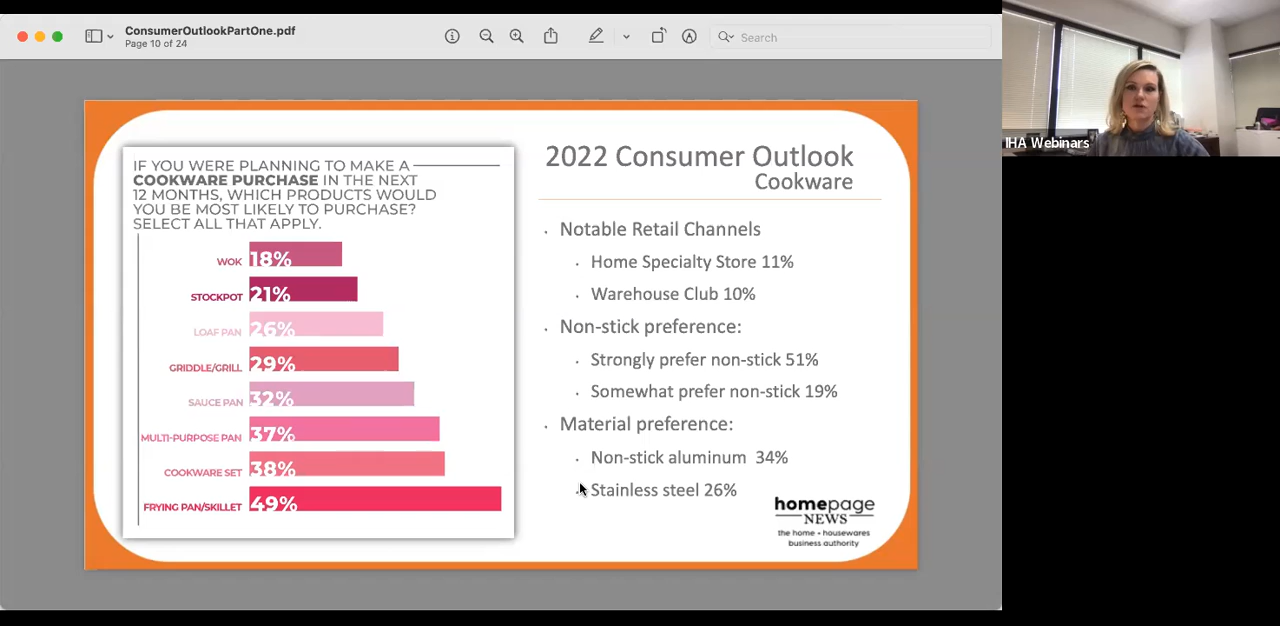 ConsumerOutlookPartOne.pdf
Page 10 of 24
Search
IHA Webinars
IF YOU WERE PLANNING TO MAKE A
COOKWARE PURCHASE IN THE NEXT
12 MONTHS, WHICH PRODUCTS WOULD
YOU BE MOST LIKELY TO PURCHASE?
SELECT ALL THAT APPLY.
WOK 18%
STOCKPOT 21%
LOAF PAN 26%
GRIDDLE/GRILL 29%
SAUCE PAN 32%
MULTI-PURPOSE PAN 37%
COOKWARE SET 38%
FRYING PAN/SKILLET 49%
2022 Consumer Outlook
Cookware
Notable Retail Channels
Home Specialty Store 11%
Warehouse Club 10%
Non-stick preference:
Strongly prefer non-stick 51%
Somewhat prefer non-stick 19%
Material preference:
Non-stick aluminum 34%
Stainless steel 26%
homepage
NEWS
the home + housewares
business authority